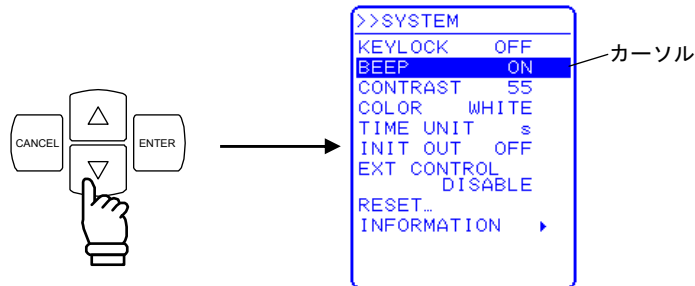 CANCEL
ENTER
>>SYSTEM
KEYLOCK OFF
BEEP ON
CONTRAST 55
COLOR WHITE
TIME UNIT s
INIT OUT OFF
EXT CONTROL
DISABLE
RESET…
INFORMATION
カーソル